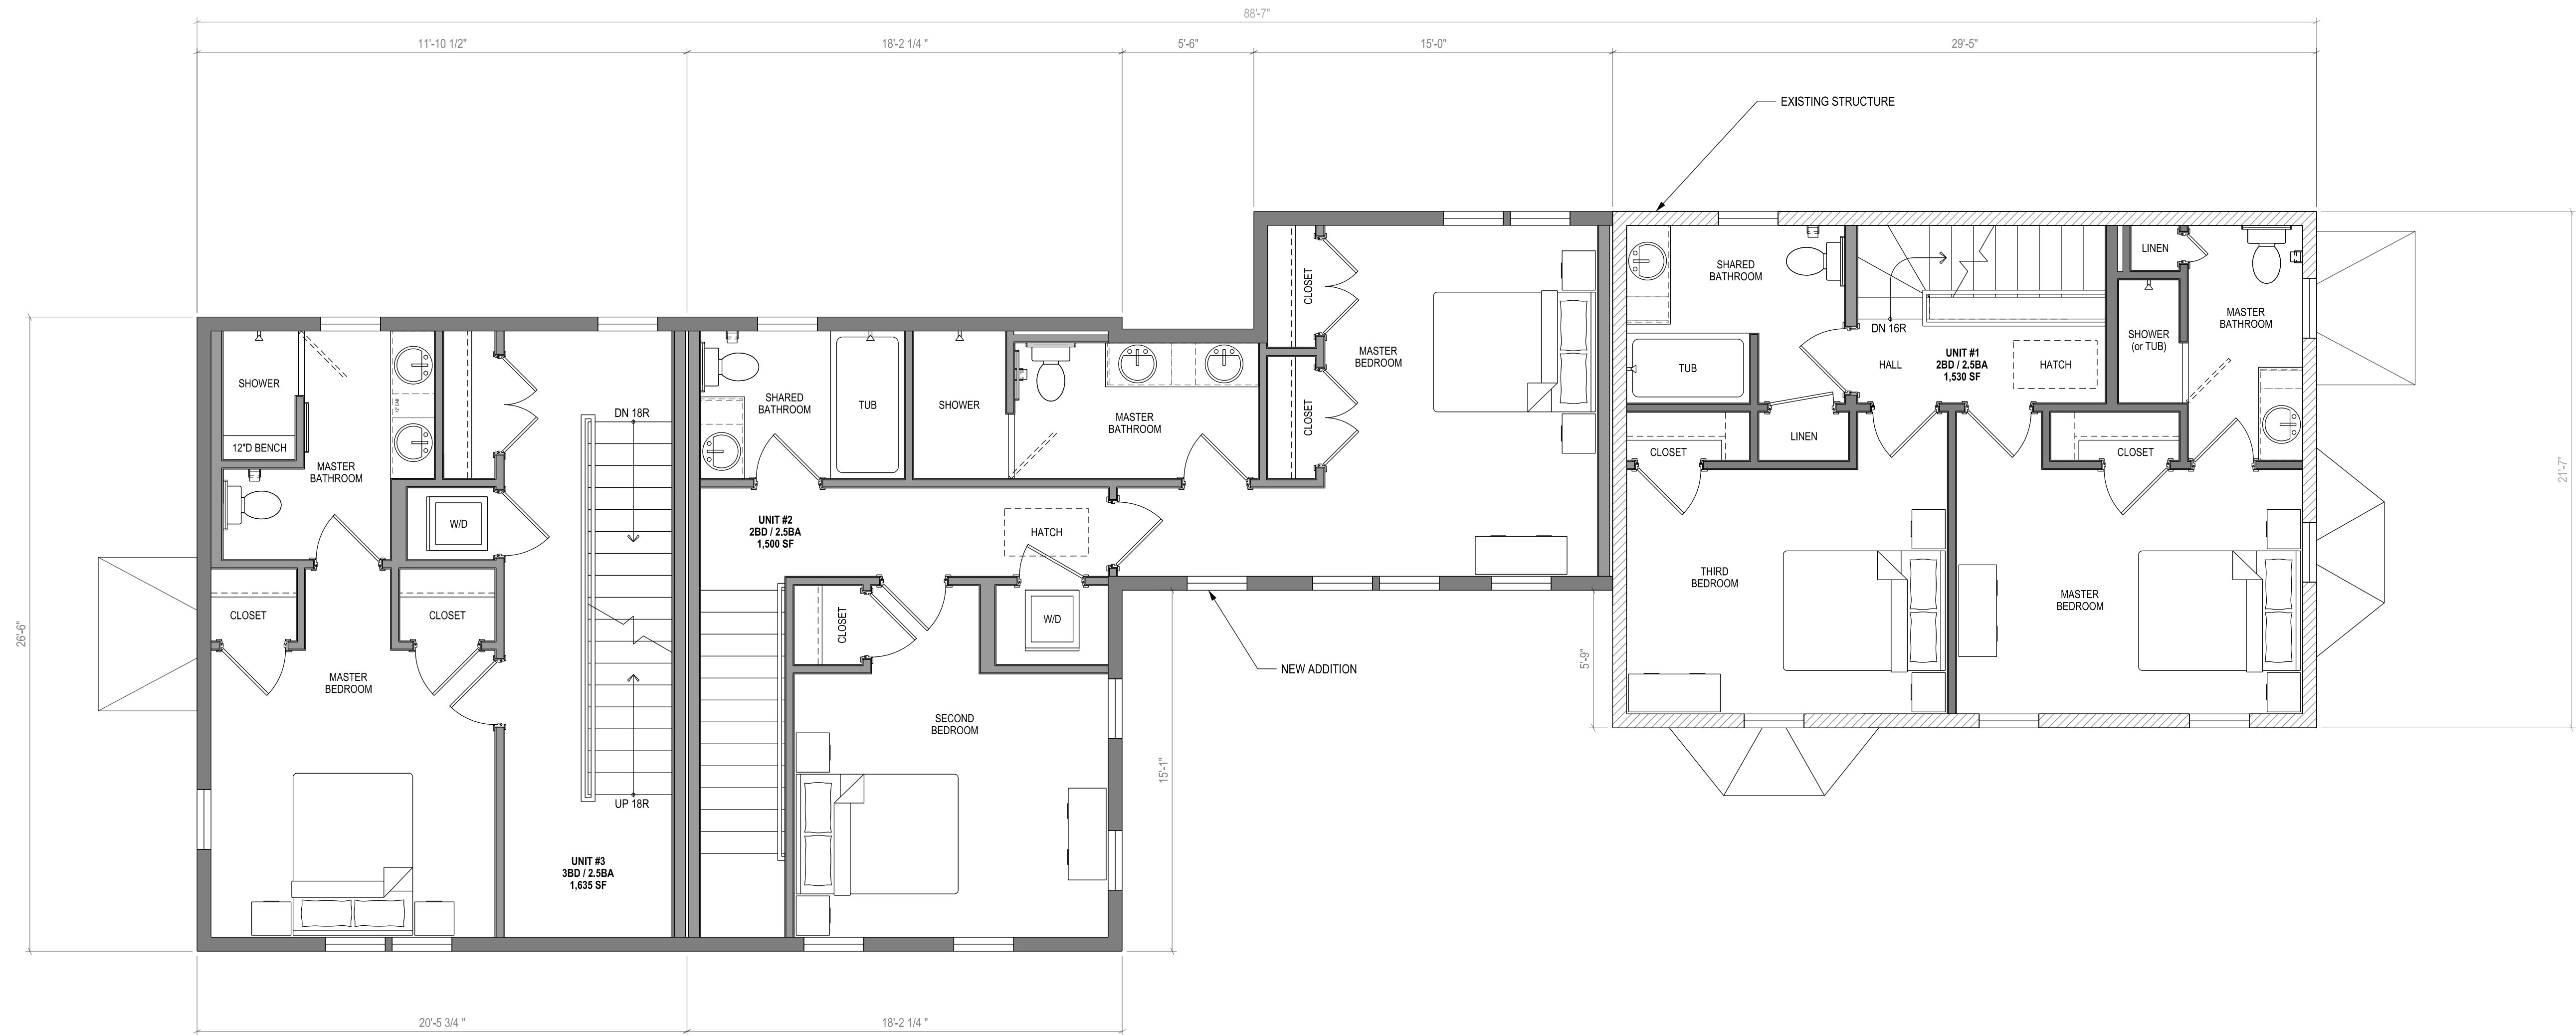 88'-7"
11'-10 1/2"
18'-2 1/4 "
5'-6"
15'-0"
29'-5"
EXISTING STRUCTURE
SHOWER
12"D BENCH
12" CAB
MASTER
BATHROOM
W/D
CLOSET
CLOSET
MASTER
BEDROOM
DN 18R
UP 18R
UNIT #3
3BD / 2.5BA
1,635 SF
26'-6"
SHARED
BATHROOM
TUB
SHOWER
MASTER
BATHROOM
CLOSET
CLOSET
MASTER
BEDROOM
UNIT #2
2BD / 2.5BA
1,500 SF
HATCH
CLOSET
W/D
SECOND
BEDROOM
NEW ADDITION
15'-1"
5'-9"
SHARED
BATHROOM
TUB
DN 16R
HALL
UNIT #1
2BD / 2.5BA
1,530 SF
HATCH
LINEN
SHOWER
(or TUB)
MASTER
BATHROOM
CLOSET
LINEN
CLOSET
THIRD
BEDROOM
MASTER
BEDROOM
21'-7"
20'-5 3/4 "
18'-2 1/4 "